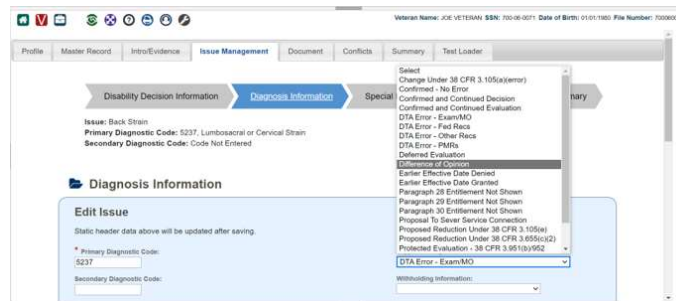 Veteran Name: JOE VETERAN SSN: 700-06-0071 Date of Birth: 01/01/1980 File Number: 7000600
Profile Master Record Intro/Evidence Issue Management Document Conflicts Summary Test Loader
Disability Decision Information Diagnosis Information Special mary
Issue: Back Strain
Primary Diagnostic Code: 5237, Lumbosacral or Cervical Strain
Secondary Diagnostic Code: Code Not Entered
Select
Change Under 38 CFR 3.105(a)(error)
Confirmed - No Error
Confirmed and Continued Decision
Confirmed and Continued Evaluation
DTA Error - Exam/MO
DTA Error - Fed Recs
DTA Error - Other Recs
DTA Error - PMRs
Deferred Evaluation
Difference of Opinion
Earlier Effective Date Denied
Earlier Effective Date Granted
Paragraph 28 Entitlement Not Shown
Paragraph 29 Entitlement Not Shown
Paragraph 30 Entitlement Not Shown
Proposal To Sever Service Connection
Proposed Reduction Under 38 CFR 3.105(e)
Proposed Reduction Under 38 CFR 3.655(c)(2)
Protected Evaluation - 38 CFR 3.951(b)/952
DTA Error - Exam/MO
Diagnosis Information
Edit Issue
Static header data above will be updated after saving.
* Primary Diagnostic Code:
5237
Secondary Diagnostic Code: Withholding Information: